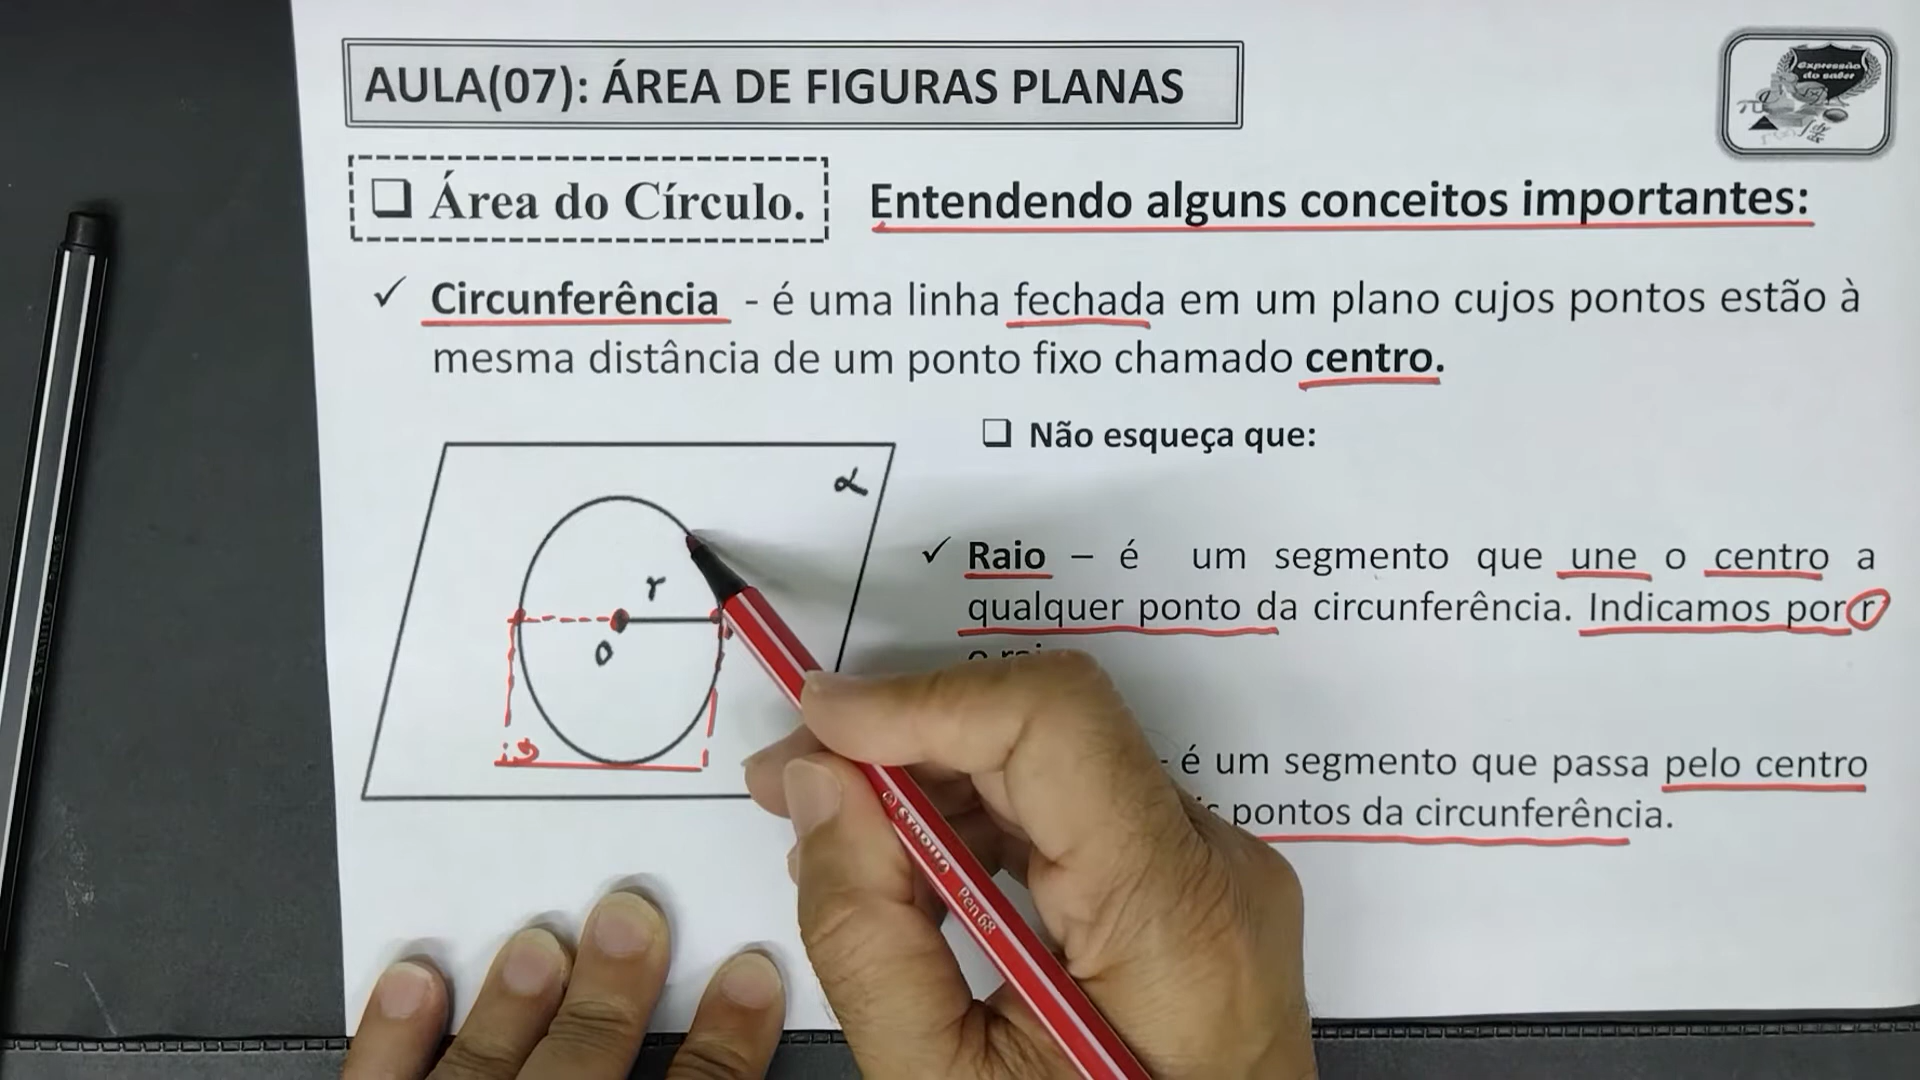 AULA(07): ÁREA DE FIGURAS PLANAS
Expressão
do saber
❑ Área do Círculo.
Entendendo alguns conceitos importantes:
✓ Circunferência - é uma linha fechada em um plano cujos pontos estão à
mesma distância de um ponto fixo chamado centro.
❑ Não esqueça que:
α
r
o
✓ Raio – é um segmento que une o centro a
qualquer ponto da circunferência. Indicamos por r
- é um segmento que passa pelo centro
pontos da circunferência.
STABILO Pen 68